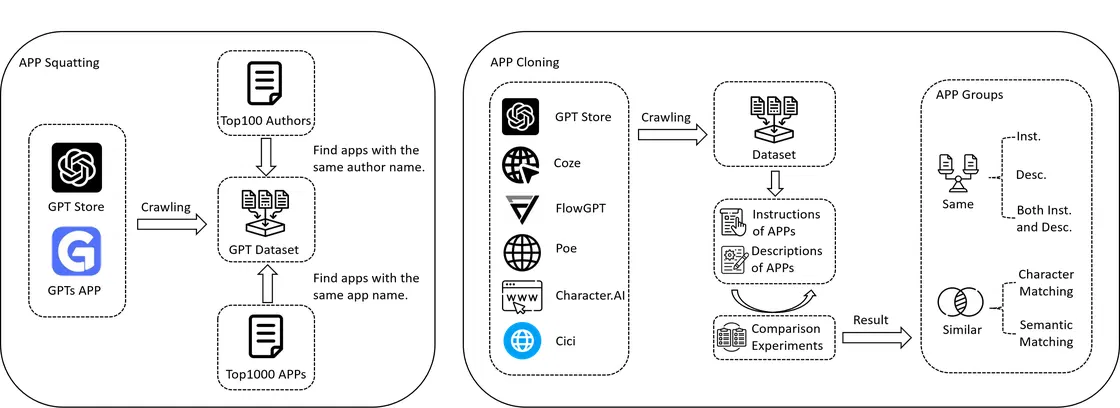 APP Squatting
Top100 Authors
Find apps with the
same author name.
GPT Store
Crawling
GPT Dataset
GPTs APP
Find apps with the
same app name.
Top1000 APPs
APP Cloning
GPT Store
Coze
FlowGPT
Poe
WWW
Character.AI
Cici
Crawling
Dataset
Instructions
of APPs
Descriptions
of APPs
Comparison
Experiments
Result
APP Groups
Same
Inst.
Desc.
Both Inst.
and Desc.
Similar
Character
Matching
Semantic
Matching